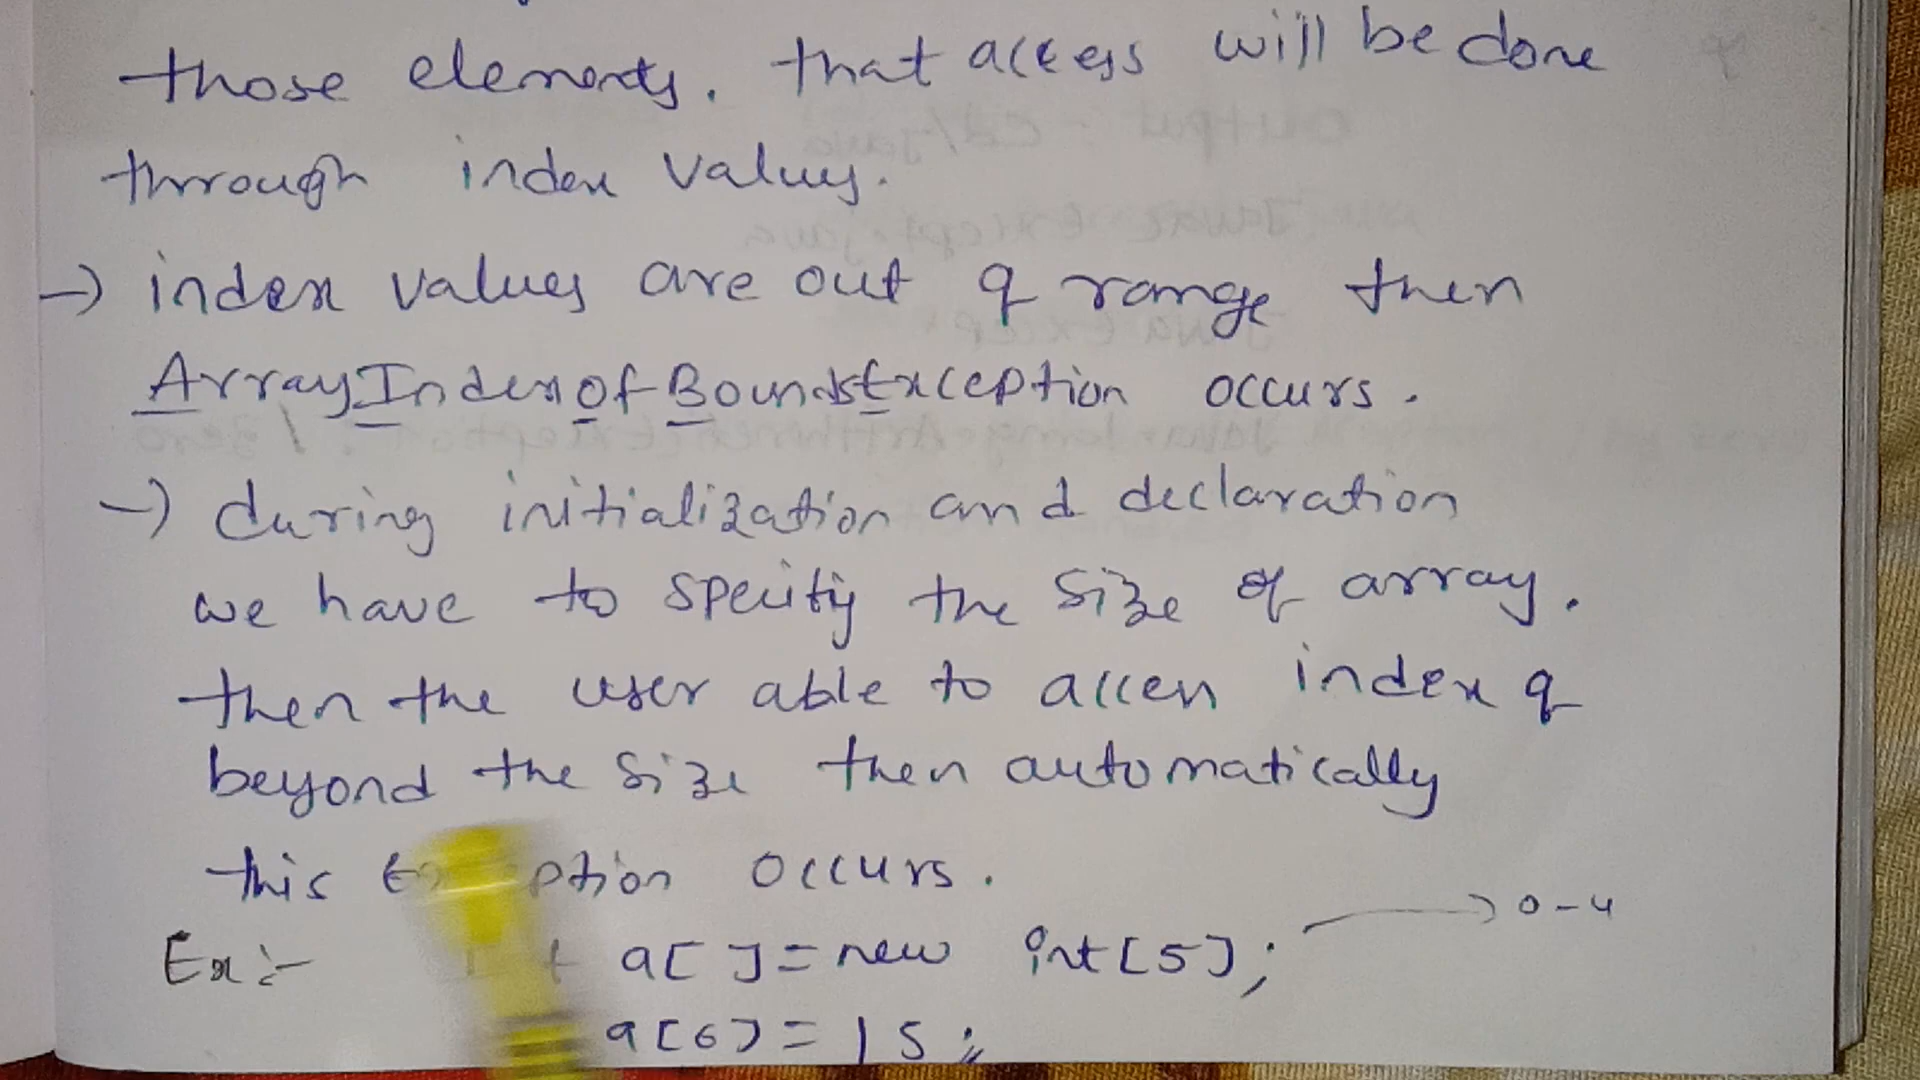 those elements. that access will be done
through index values.
→ index values are out of range then
ArrayIndexofBoundsException occurs.
→ during initialization and declaration
we have to specify the size of array.
then the user able to access index of
beyond the size then automatically
this occurs.
Ex:- a[ ]=new int[5]; → 0-4
a[6]=15;